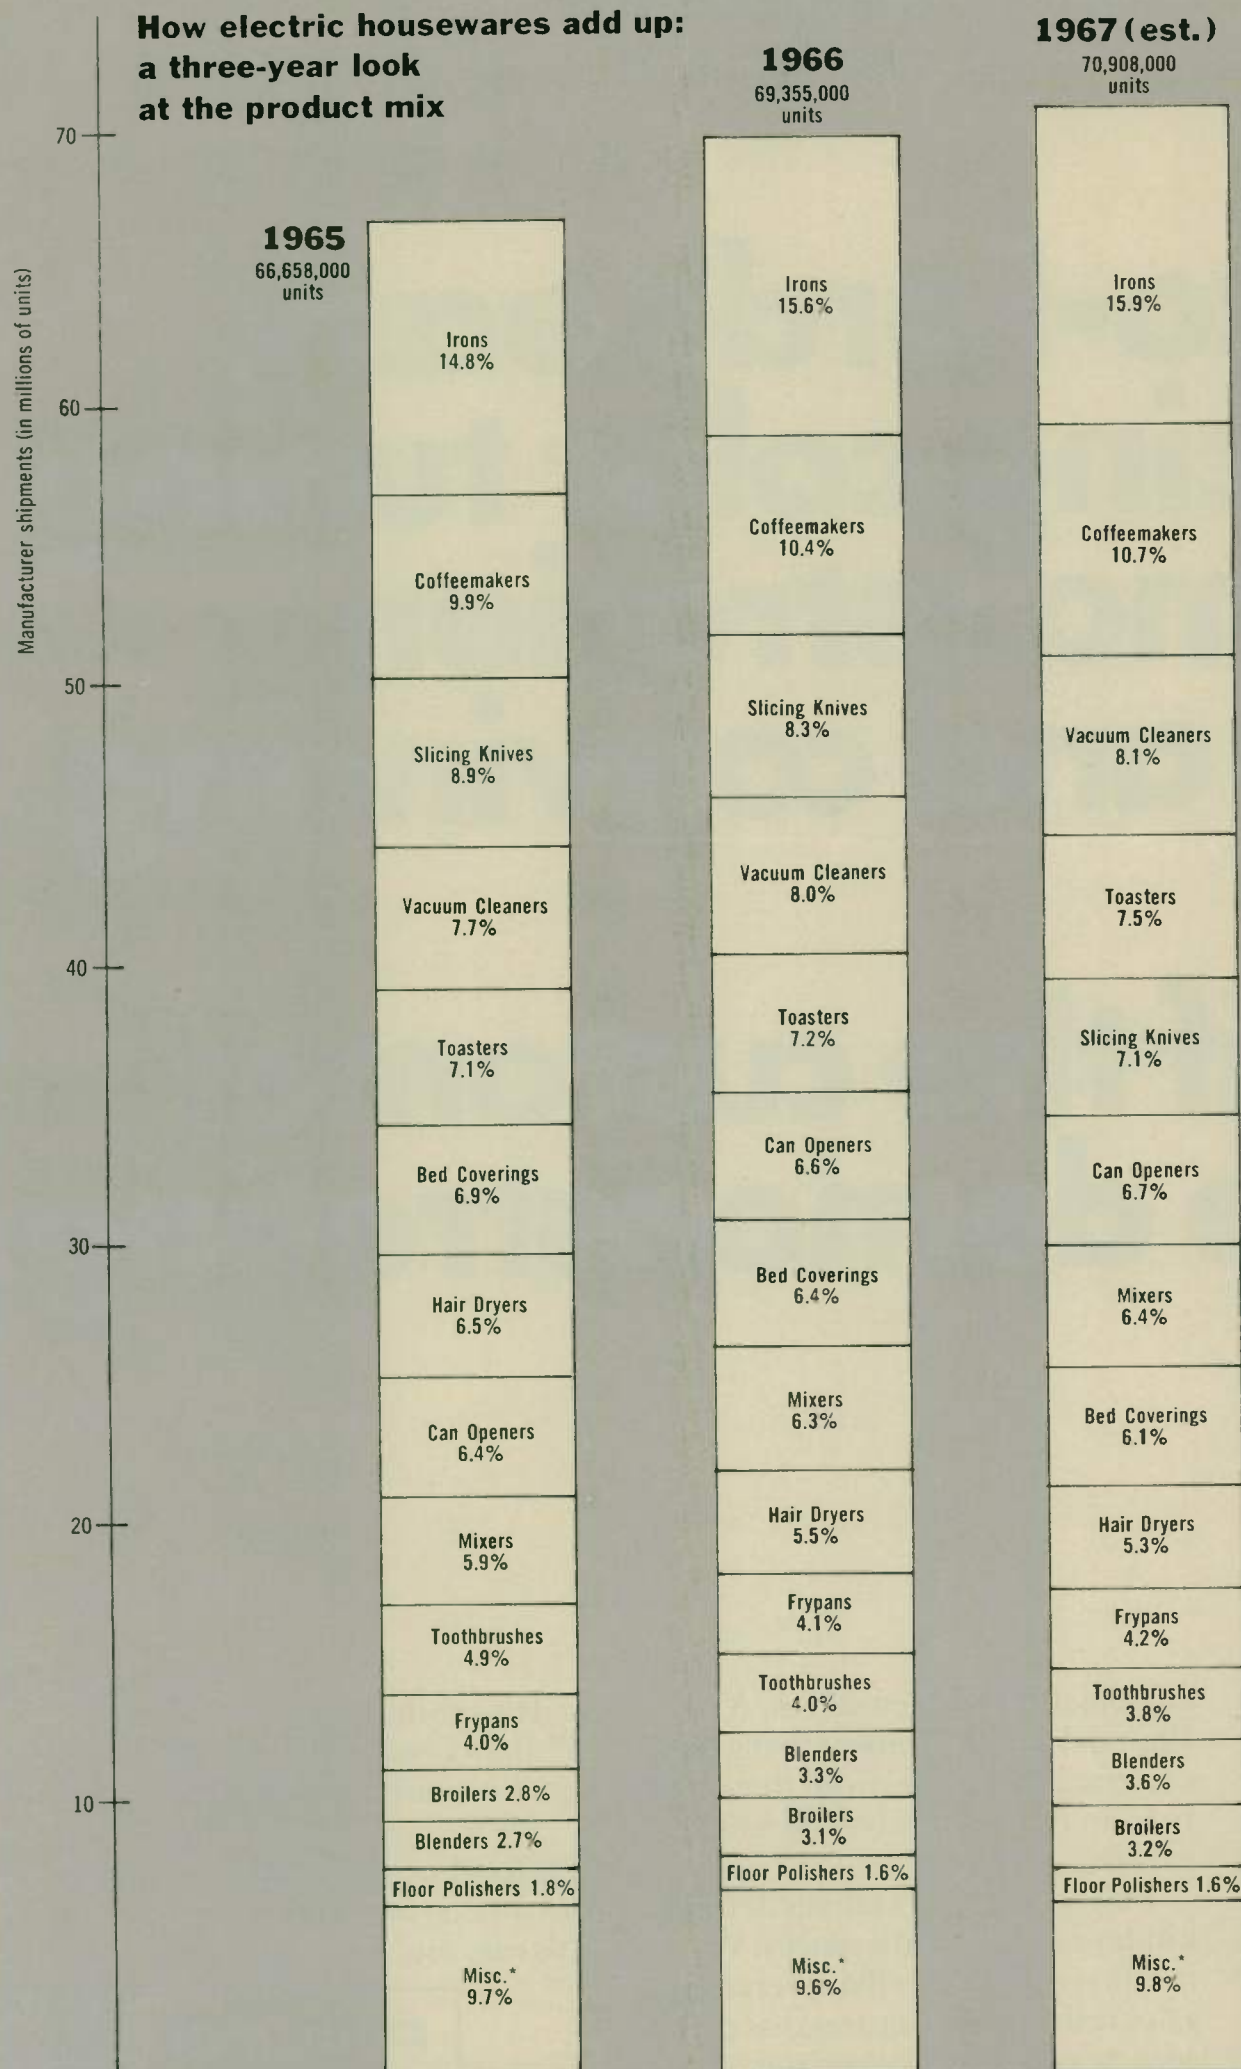 How electric housewares add up:
a three-year look
at the product mix
Manufacturer shipments (in millions of units)
70
60
50
40
30
20
10
1965
66,658,000
units
Irons
14.8%
Coffeemakers
9.9%
Slicing Knives
8.9%
Vacuum Cleaners
7.7%
Toasters
7.1%
Bed Coverings
6.9%
Hair Dryers
6.5%
Can Openers
6.4%
Mixers
5.9%
Toothbrushes
4.9%
Frypans
4.0%
Broilers 2.8%
Blenders 2.7%
Floor Polishers 1.8%
Misc.*
9.7%
1966
69,355,000
units
Irons
15.6%
Coffeemakers
10.4%
Slicing Knives
8.3%
Vacuum Cleaners
8.0%
Toasters
7.2%
Can Openers
6.6%
Bed Coverings
6.4%
Mixers
6.3%
Hair Dryers
5.5%
Frypans
4.1%
Toothbrushes
4.0%
Blenders
3.3%
Broilers
3.1%
Floor Polishers 1.6%
Misc.*
9.6%
1967 (est.)
70,908,000
units
Irons
15.9%
Coffeemakers
10.7%
Vacuum Cleaners
8.1%
Toasters
7.5%
Slicing Knives
7.1%
Can Openers
6.7%
Mixers
6.4%
Bed Coverings
6.1%
Hair Dryers
5.3%
Frypans
4.2%
Toothbrushes
3.8%
Blenders
3.6%
Broilers
3.2%
Floor Polishers 1.6%
Misc.*
9.8%